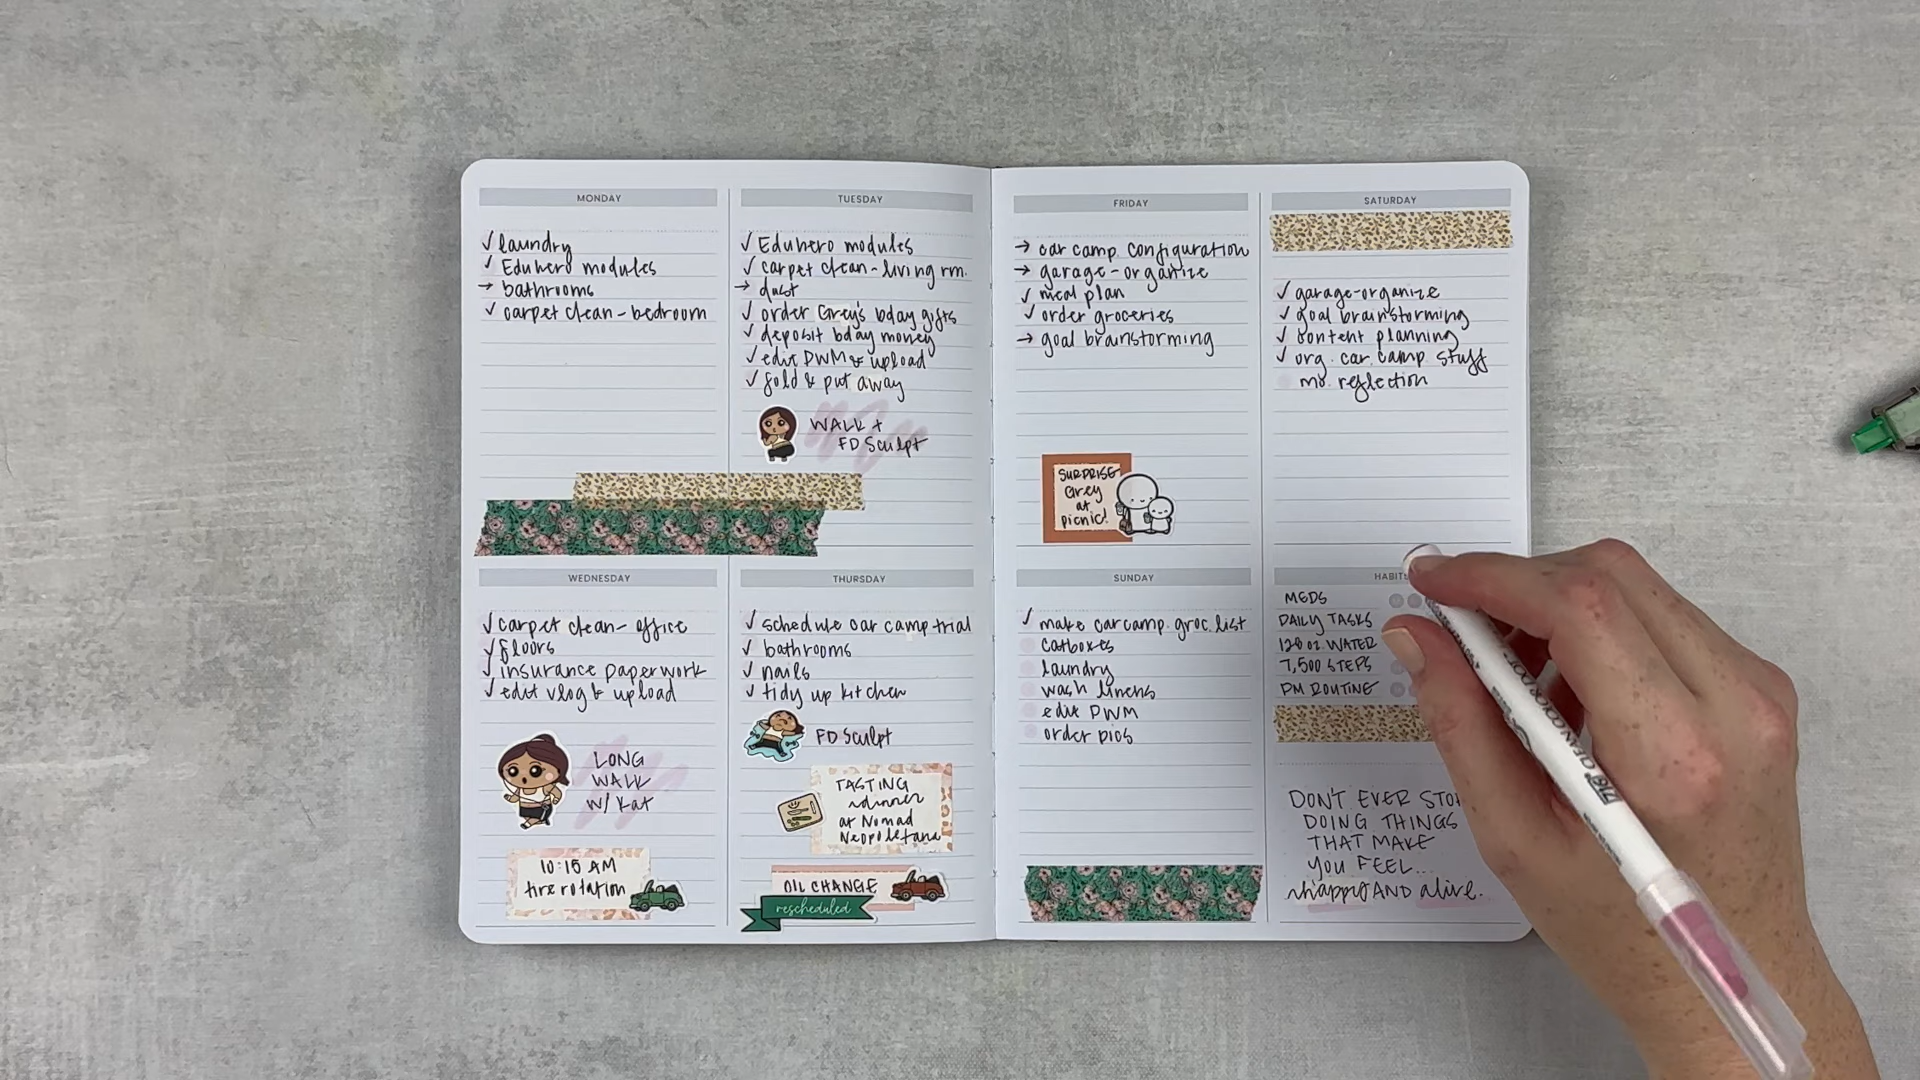 MONDAY
✓ laundry
✓ Eduhero modules
→ bathrooms
✓ carpet clean - bedroom
TUESDAY
✓ Eduhero modules
✓ carpet clean - living rm.
→ dust
✓ order Grey's bday gifts
✓ deposit bday money
✓ edit PWM & upload
✓ fold & put away
WALK +
FD Sculpt
WEDNESDAY
✓ carpet clean - office
✓ floors
✓ insurance paperwork
✓ edit vlog & upload
LONG
WALK
w/ Kat
10:15 AM
tire rotation
THURSDAY
✓ schedule car camp trial
✓ bathrooms
✓ nails
✓ tidy up kitchen
FD Sculpt
TASTING
dinner
at Nomad
Neopoletana
OIL CHANGE
rescheduled
FRIDAY
→ car camp configuration
→ garage - organize
✓ meal plan
✓ order groceries
→ goal brainstorming
SURPRISE
Grey
at
picnic!
SATURDAY
✓ garage-organize
✓ goal brainstorming
✓ content planning
✓ org. car camp stuff
mo. reflection
SUNDAY
✓ make car camp. groc. list
catboxes
laundry
wash linens
edit PWM
order pics
HABITS
MEDS
DAILY TASKS
128 oz. WATER
7,500 STEPS
PM ROUTINE
DON'T EVER STOP
DOING THINGS
THAT MAKE
YOU FEEL...
happy AND alive.